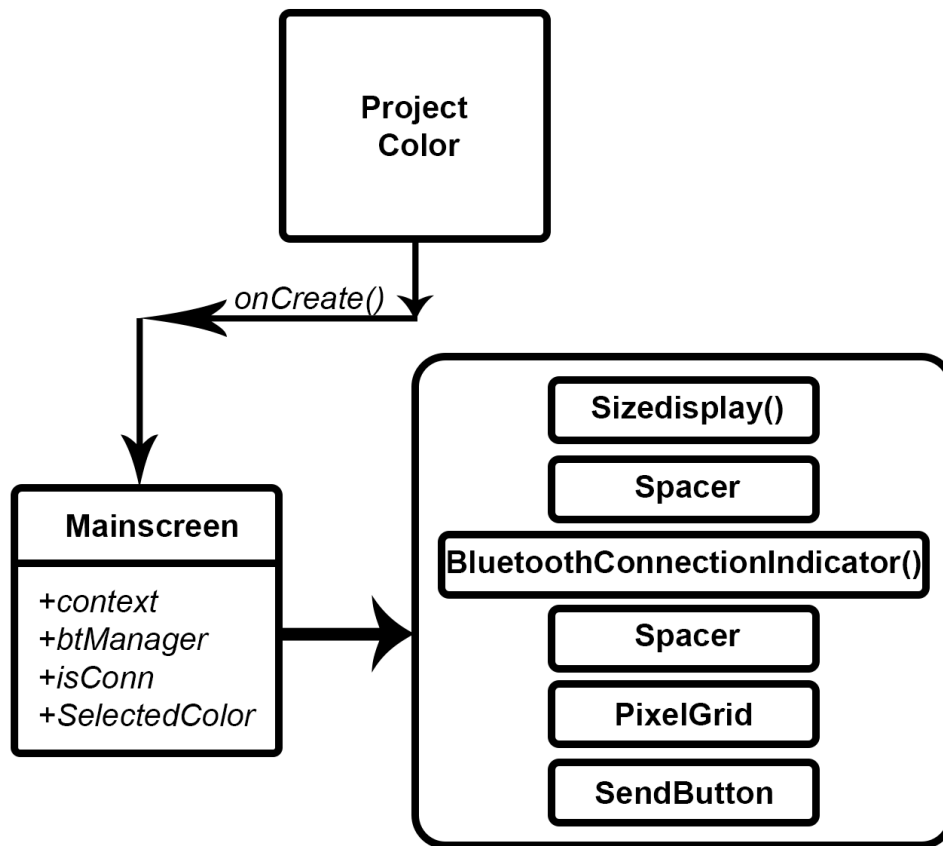 Project
Color
onCreate()
Mainscreen
+context
+btManager
+isConn
+SelectedColor
Sizedisplay()
Spacer
BluetoothConnectionIndicator()
Spacer
PixelGrid
SendButton